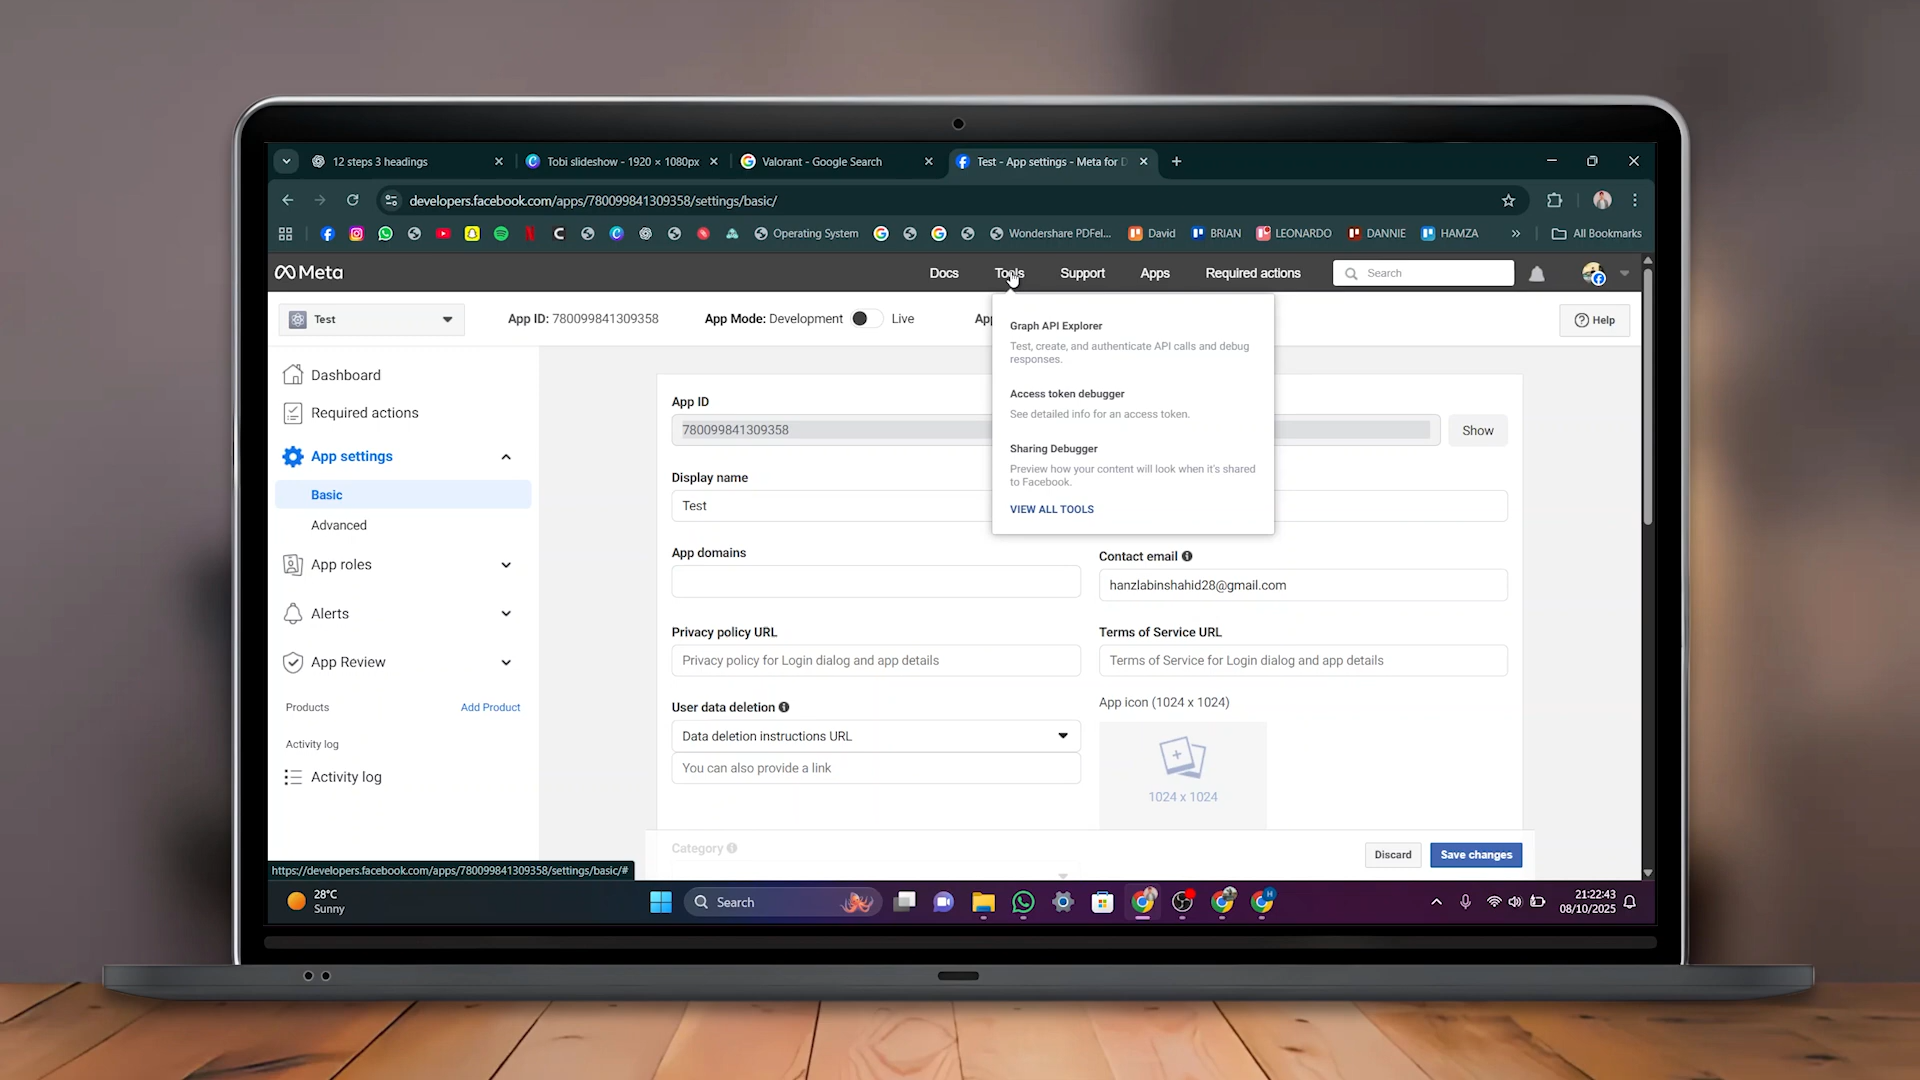 12 steps 3 headings
Tobi slideshow - 1920 × 1080px
Valorant - Google Search
Test - App settings - Meta for D
developers.facebook.com/apps/780099841309358/settings/basic/
Operating System
Wondershare PDFel...
David
BRIAN
LEONARDO
DANNIE
HAMZA
All Bookmarks
Meta
Docs
Tools
Support
Apps
Required actions
Search
Test
App ID: 780099841309358
App Mode: Development
Live
App
Help
Graph API Explorer
Test, create, and authenticate API calls and debug
responses.
Access token debugger
See detailed info for an access token.
Sharing Debugger
Preview how your content will look when it's shared
to Facebook.
VIEW ALL TOOLS
Dashboard
Required actions
App settings
Basic
Advanced
App roles
Alerts
App Review
Products
Add Product
Activity log
Activity log
App ID
780099841309358
Show
Display name
Test
App domains
Contact email
hanzlabinshahid28@gmail.com
Privacy policy URL
Privacy policy for Login dialog and app details
Terms of Service URL
Terms of Service for Login dialog and app details
User data deletion
Data deletion instructions URL
You can also provide a link
App icon (1024 x 1024)
1024 x 1024
Category
Discard
Save changes
https://developers.facebook.com/apps/780099841309358/settings/basic/#
28°C
Sunny
Search
21:22:43
08/10/2025